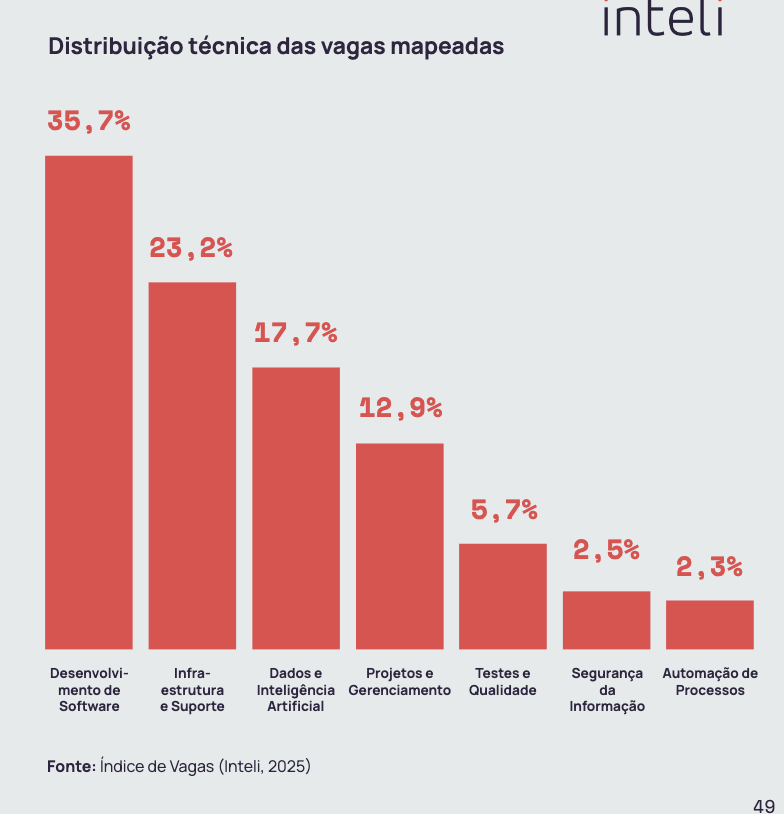 inteli
Distribuição técnica das vagas mapeadas
35,7%
23,2%
17,7%
12,9%
5,7%
2,5%
2,3%
Desenvolvi-
mento de
Software
Infra-
estrutura
e Suporte
Dados e
Inteligência
Artificial
Projetos e
Gerenciamento
Testes e
Qualidade
Segurança
da
Informação
Automação de
Processos
Fonte: Índice de Vagas (Inteli, 2025)
49